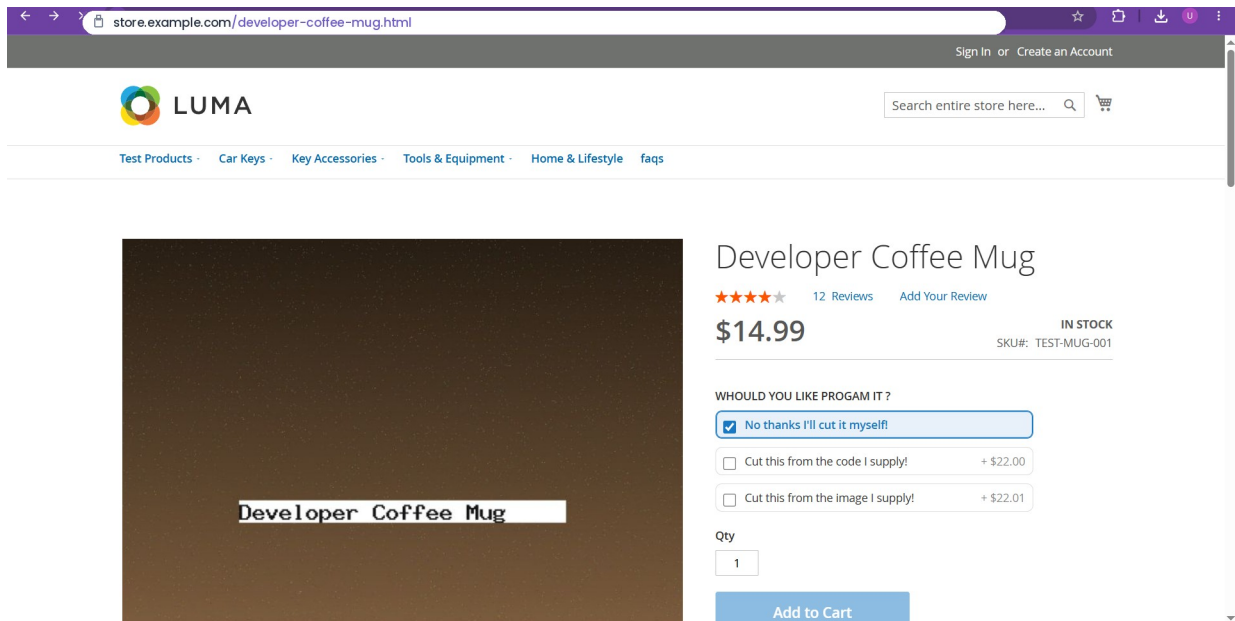 store.example.com/developer-coffee-mug.html
U
Sign In or Create an Account
LUMA
Search entire store here...
Test Products
Car Keys
Key Accessories
Tools & Equipment
Home & Lifestyle
faqs
Developer Coffee Mug
Developer Coffee Mug
12 Reviews
Add Your Review
$14.99
IN STOCK
SKU#: TEST-MUG-001
WHOULD YOU LIKE PROGAM IT ?
No thanks I'll cut it myself!
Cut this from the code I supply! + $22.00
Cut this from the image I supply! + $22.01
Qty
1
Add to Cart